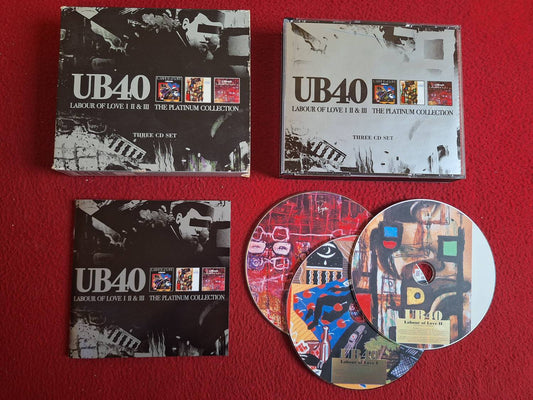 UB40
LABOUR OF LOVE I II & III THE PLATINUM COLLECTION
THREE CD SET
UB40
LABOUR OF LOVE I II & III THE PLATINUM COLLECTION
THREE CD SET
UB40
LABOUR OF LOVE I II & III THE PLATINUM COLLECTION
UB40
Labour of Love II
UB40
Labour of Love I